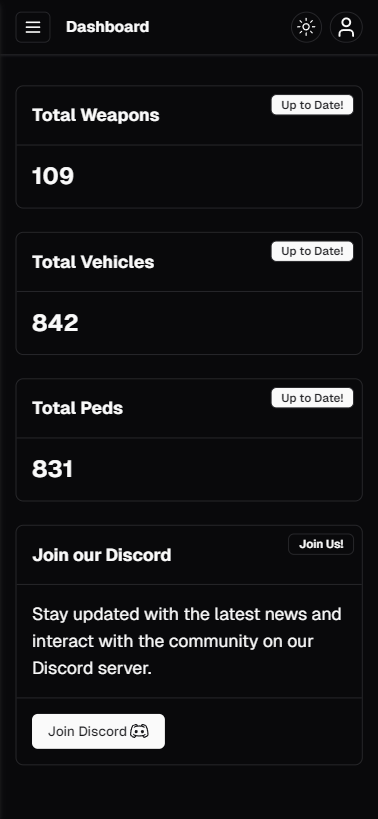 Dashboard
Up to Date!
Total Weapons
109
Up to Date!
Total Vehicles
842
Up to Date!
Total Peds
831
Join Us!
Join our Discord
Stay updated with the latest news and
interact with the community on our
Discord server.
Join Discord